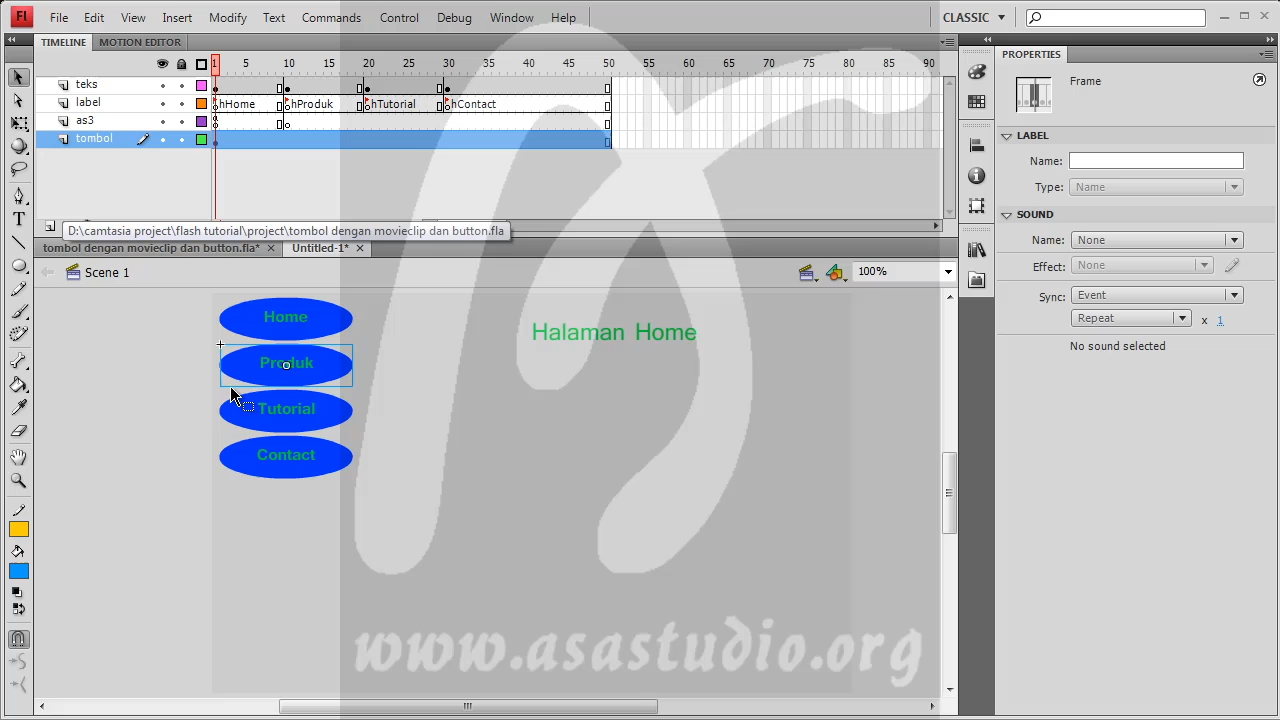 Fl File Edit View Insert Modify Text Commands Control Debug Window Help CLASSIC
TIMELINE MOTION EDITOR
PROPERTIES
1 5 10 15 20 25 30 35 40 45 50 55 60 65 70 75 80 85 90
teks
label hHome hProduk hTutorial hContact
as3
tombol
Frame
LABEL
Name:
Type: Name
SOUND
Name: None
Effect: None
Sync: Event
Repeat x 1
No sound selected
D:\camtasia project\flash tutorial\project\tombol dengan movieclip dan button.fla
tombol dengan movieclip dan button.fla* Untitled-1*
Scene 1 100%
Home
Produk
Tutorial
Contact
Halaman Home
www.asastudio.org